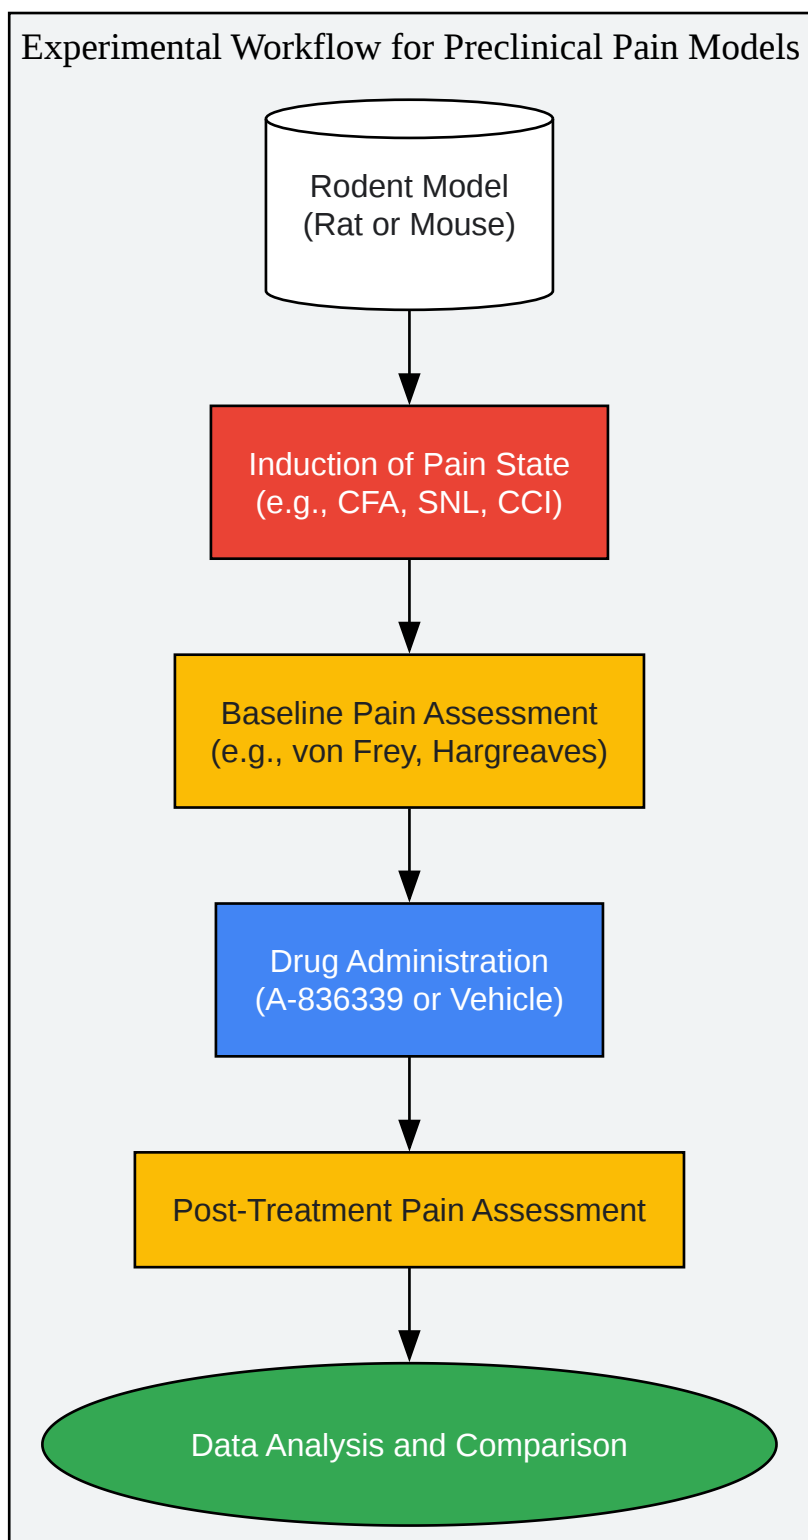 Experimental Workflow for Preclinical Pain Models
Rodent Model
(Rat or Mouse)
Induction of Pain State
(e.g., CFA, SNL, CCI)
Baseline Pain Assessment
(e.g., von Frey, Hargreaves)
Drug Administration
(A-836339 or Vehicle)
Post-Treatment Pain Assessment
Data Analysis and Comparison